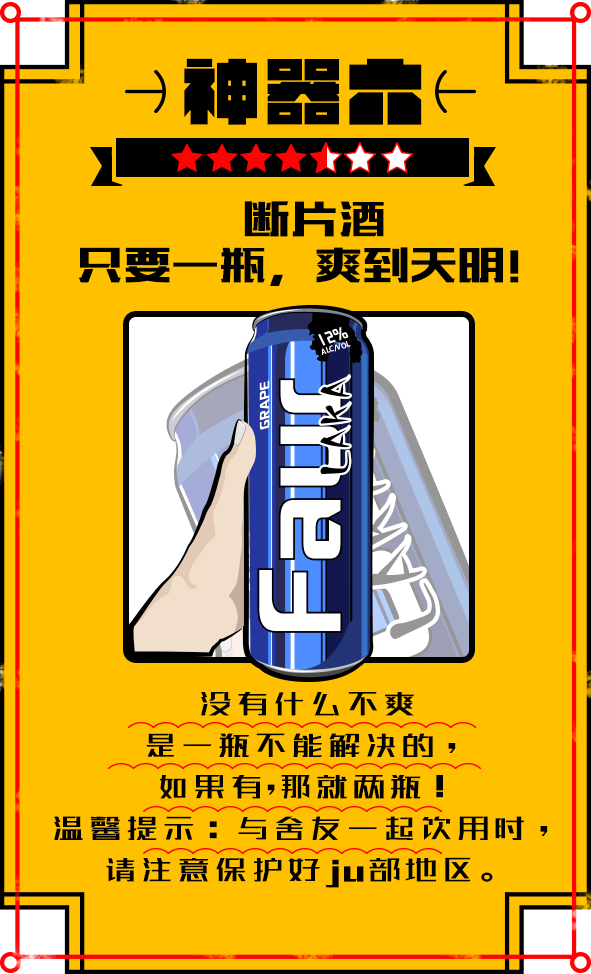 神器六
断片酒
只要一瓶，爽到天明！
12%
ALC/VOL
GRAPE
Four
LAKA
没有什么不爽
是一瓶不能解决的，
如果有，那就两瓶！
温馨提示：与舍友一起饮用时，
请注意保护好ju部地区。